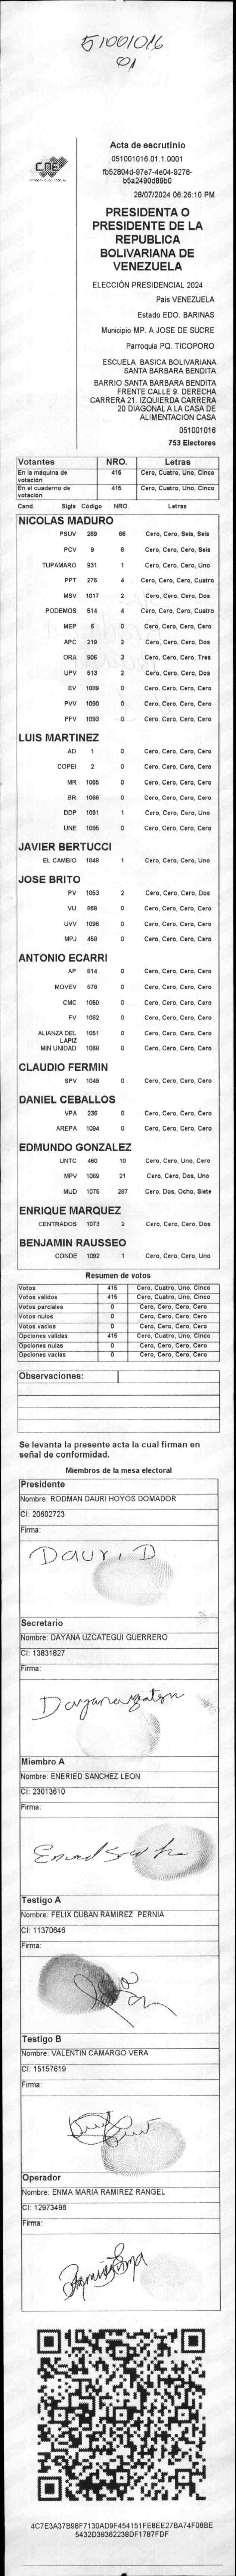 51001016
01
Acta de escrutinio
051001016.01.1.0001
fb52804d-97e7-4e04-9276-
b5a2490d89b0
28/07/2024 06:26:10 PM
CNE
PRESIDENTA O
PRESIDENTE DE LA
REPUBLICA
BOLIVARIANA DE
VENEZUELA
ELECCIÓN PRESIDENCIAL 2024
Pais VENEZUELA
Estado EDO. BARINAS
Municipio MP. A JOSE DE SUCRE
Parroquia PQ. TICOPORO
ESCUELA BASICA BOLIVARIANA
SANTA BARBARA BENDITA
BARRIO SANTA BARBARA BENDITA
FRENTE CALLE 9. DERECHA
CARRERA 21. IZQUIERDA CARRERA
20 DIAGONAL A LA CASA DE
ALIMENTACION CASA
051001016
753 Electores
Votantes NRO. Letras
En la máquina de votación 415 Cero, Cuatro, Uno, Cinco
En el cuaderno de votación 415 Cero, Cuatro, Uno, Cinco
Cand. Sigla Código NRO. Letras
NICOLAS MADURO
PSUV 269 66 Cero, Cero, Seis, Seis
PCV 9 6 Cero, Cero, Cero, Seis
TUPAMARO 931 1 Cero, Cero, Cero, Uno
PPT 276 4 Cero, Cero, Cero, Cuatro
MSV 1017 2 Cero, Cero, Cero, Dos
PODEMOS 514 4 Cero, Cero, Cero, Cuatro
MEP 6 0 Cero, Cero, Cero, Cero
APC 219 2 Cero, Cero, Cero, Dos
ORA 906 3 Cero, Cero, Cero, Tres
UPV 513 2 Cero, Cero, Cero, Dos
EV 1089 0 Cero, Cero, Cero, Cero
PVV 1090 0 Cero, Cero, Cero, Cero
PFV 1093 0 Cero, Cero, Cero, Cero
LUIS MARTINEZ
AD 1 0 Cero, Cero, Cero, Cero
COPEI 2 0 Cero, Cero, Cero, Cero
MR 1065 0 Cero, Cero, Cero, Cero
BR 1066 0 Cero, Cero, Cero, Cero
DDP 1091 1 Cero, Cero, Cero, Uno
UNE 1095 0 Cero, Cero, Cero, Cero
JAVIER BERTUCCI
EL CAMBIO 1048 1 Cero, Cero, Cero, Uno
JOSE BRITO
PV 1053 2 Cero, Cero, Cero, Dos
VU 868 0 Cero, Cero, Cero, Cero
UVV 1096 0 Cero, Cero, Cero, Cero
MPJ 458 0 Cero, Cero, Cero, Cero
ANTONIO ECARRI
AP 814 0 Cero, Cero, Cero, Cero
MOVEV 878 0 Cero, Cero, Cero, Cero
CMC 1050 0 Cero, Cero, Cero, Cero
FV 1062 0 Cero, Cero, Cero, Cero
ALIANZA DEL LAPIZ 1051 0 Cero, Cero, Cero, Cero
MIN UNIDAD 1068 0 Cero, Cero, Cero, Cero
CLAUDIO FERMIN
SPV 1049 0 Cero, Cero, Cero, Cero
DANIEL CEBALLOS
VPA 236 0 Cero, Cero, Cero, Cero
AREPA 1094 0 Cero, Cero, Cero, Cero
EDMUNDO GONZALEZ
UNTC 460 10 Cero, Cero, Uno, Cero
MPV 1069 21 Cero, Cero, Dos, Uno
MUD 1075 287 Cero, Dos, Ocho, Siete
ENRIQUE MARQUEZ
CENTRADOS 1073 2 Cero, Cero, Cero, Dos
BENJAMIN RAUSSEO
CONDE 1092 1 Cero, Cero, Cero, Uno
Resumen de votos
Votos 415 Cero, Cuatro, Uno, Cinco
Votos validos 415 Cero, Cuatro, Uno, Cinco
Votos parciales 0 Cero, Cero, Cero, Cero
Votos nulos 0 Cero, Cero, Cero, Cero
Votos vacios 0 Cero, Cero, Cero, Cero
Opciones validas 415 Cero, Cuatro, Uno, Cinco
Opciones nulas 0 Cero, Cero, Cero, Cero
Opciones vacias 0 Cero, Cero, Cero, Cero
Observaciones:
Se levanta la presente acta la cual firman en
señal de conformidad.
Miembros de la mesa electoral
Presidente
Nombre: RODMAN DAURI HOYOS DOMADOR
CI: 20602723
Firma:
Dauri D
Secretario
Nombre: DAYANA UZCATEGUI GUERRERO
CI: 13831827
Firma:
Miembro A
Nombre: ENERIED SANCHEZ LEON
CI: 23013610
Firma:
Testigo A
Nombre: FELIX DUBAN RAMIREZ PERNIA
CI: 11370646
Firma:
Testigo B
Nombre: VALENTIN CAMARGO VERA
CI: 15157619
Firma:
Operador
Nombre: ENMA MARIA RAMIREZ RANGEL
CI: 12973496
Firma:
4C7E3A37B98F7130AD9F454151FE8EE27BA74F08BE
5432D39362238DF1787FDF